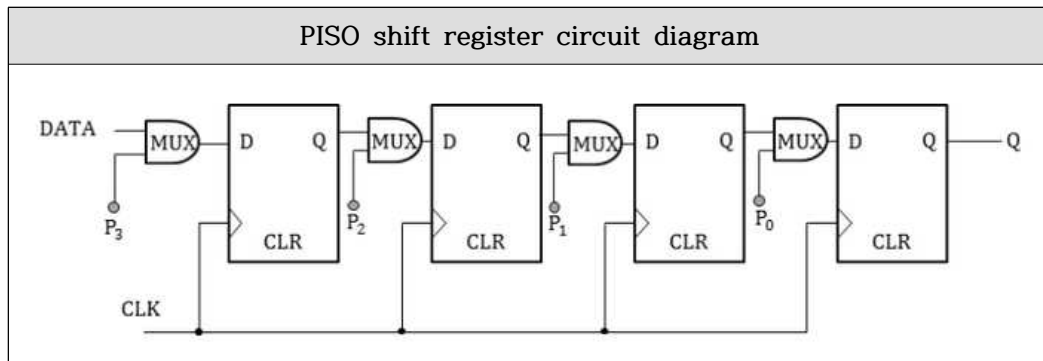 PISO shift register circuit diagram
DATA MUX D Q MUX D Q MUX D Q MUX D Q Q
P3 P2 P1 P0
CLR CLR CLR CLR
CLK